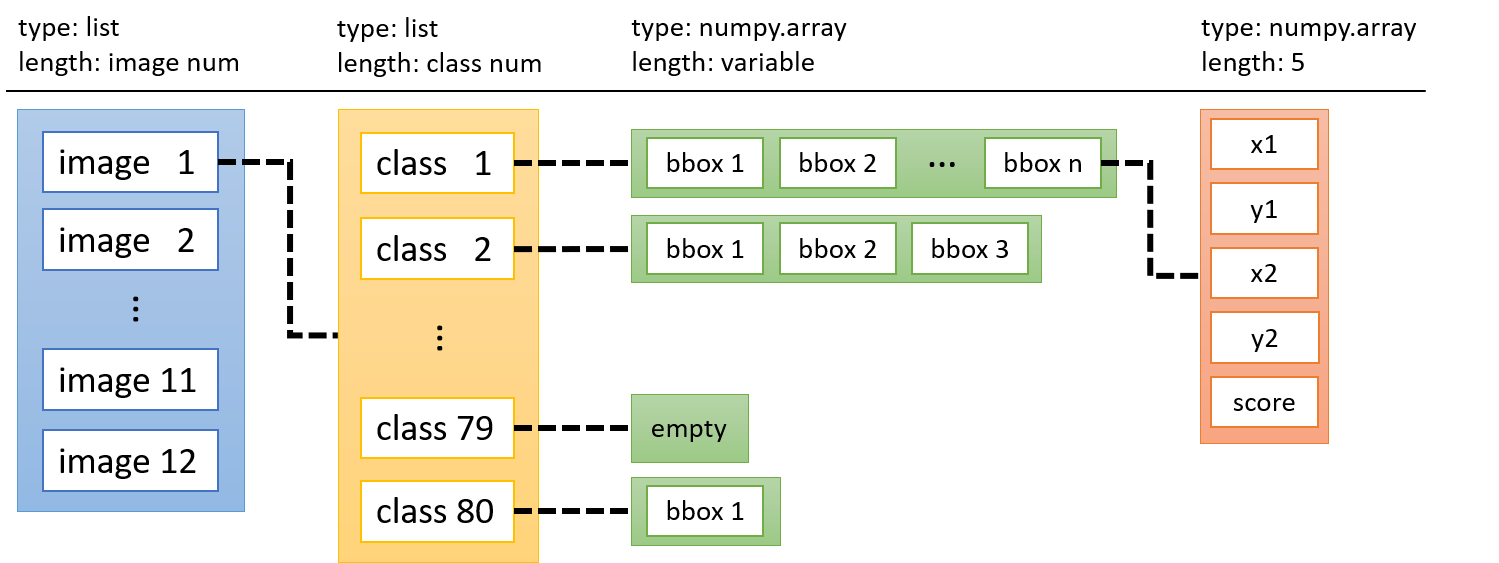 type: list
length: image num
type: list
length: class num
type: numpy.array
length: variable
type: numpy.array
length: 5
image 1
image 2
⋮
image 11
image 12
class 1
class 2
⋮
class 79
class 80
bbox 1 bbox 2 ... bbox n
bbox 1 bbox 2 bbox 3
empty
bbox 1
x1
y1
x2
y2
score